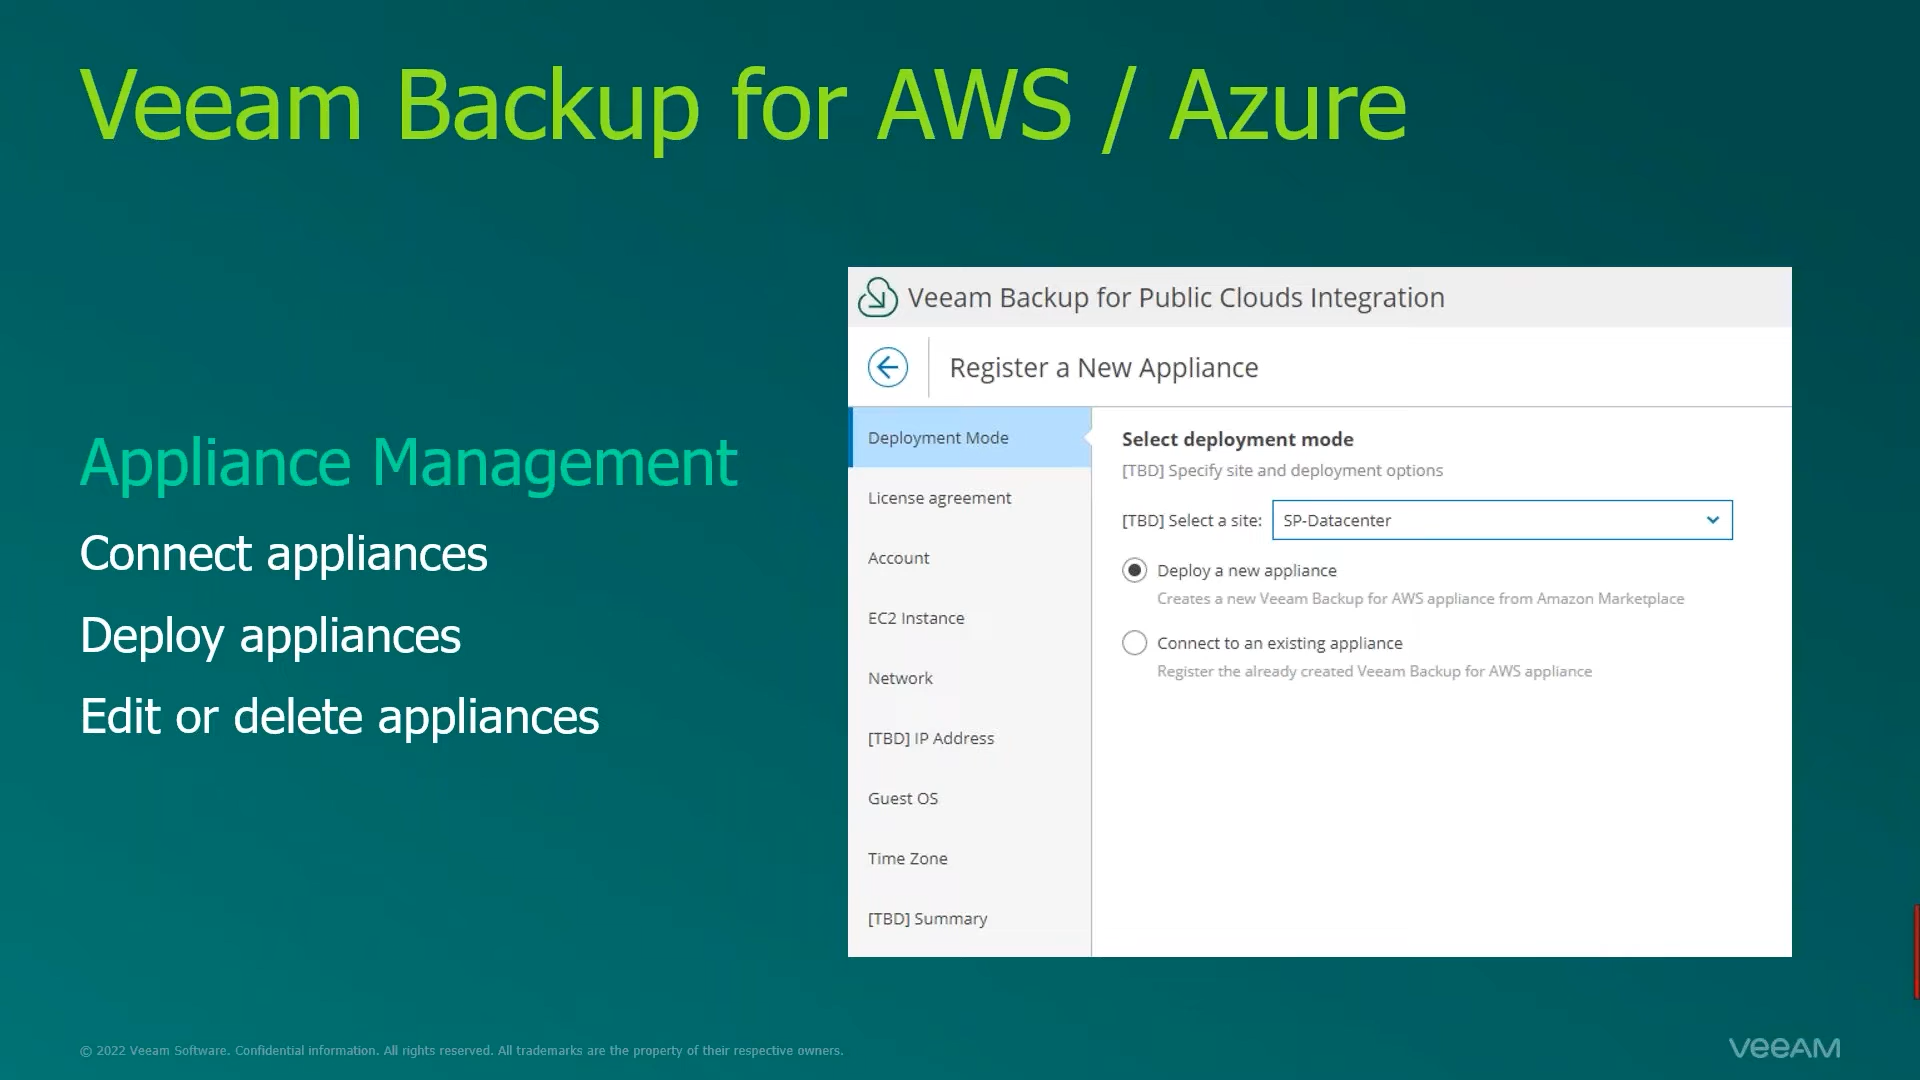 Veeam Backup for AWS / Azure
Appliance Management
Connect appliances
Deploy appliances
Edit or delete appliances
Veeam Backup for Public Clouds Integration
Register a New Appliance
Deployment Mode
License agreement
Account
EC2 Instance
Network
[TBD] IP Address
Guest OS
Time Zone
[TBD] Summary
Select deployment mode
[TBD] Specify site and deployment options
[TBD] Select a site: SP-Datacenter
Deploy a new appliance
Creates a new Veeam Backup for AWS appliance from Amazon Marketplace
Connect to an existing appliance
Register the already created Veeam Backup for AWS appliance
© 2022 Veeam Software. Confidential information. All rights reserved. All trademarks are the property of their respective owners.
veeAM